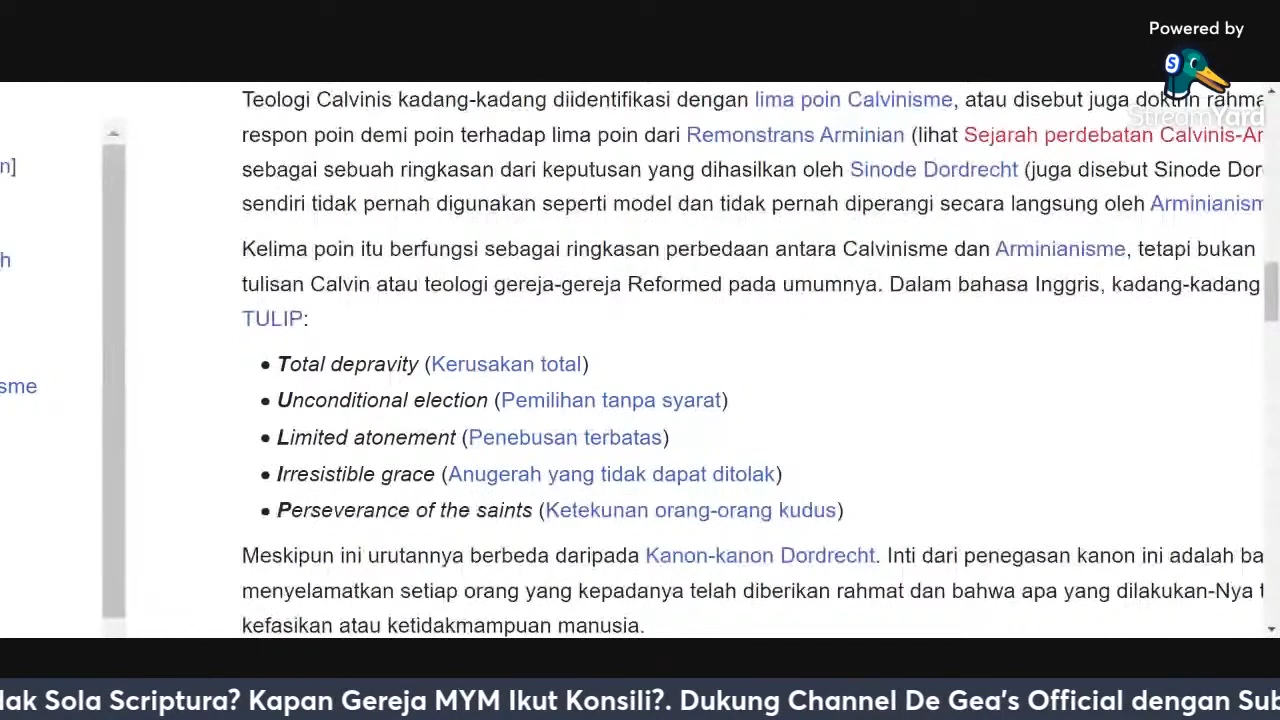 Powered by
S
StreamYard
Teologi Calvinis kadang-kadang diidentifikasi dengan lima poin Calvinisme, atau disebut juga doktrin rahma
respon poin demi poin terhadap lima poin dari Remonstrans Arminian (lihat Sejarah perdebatan Calvinis-Ar
n]
sebagai sebuah ringkasan dari keputusan yang dihasilkan oleh Sinode Dordrecht (juga disebut Sinode Dor
sendiri tidak pernah digunakan seperti model dan tidak pernah diperangi secara langsung oleh Arminianism
Kelima poin itu berfungsi sebagai ringkasan perbedaan antara Calvinisme dan Arminianisme, tetapi bukan
h
tulisan Calvin atau teologi gereja-gereja Reformed pada umumnya. Dalam bahasa Inggris, kadang-kadang
TULIP:
• Total depravity (Kerusakan total)
sme
• Unconditional election (Pemilihan tanpa syarat)
• Limited atonement (Penebusan terbatas)
• Irresistible grace (Anugerah yang tidak dapat ditolak)
• Perseverance of the saints (Ketekunan orang-orang kudus)
Meskipun ini urutannya berbeda daripada Kanon-kanon Dordrecht. Inti dari penegasan kanon ini adalah ba
menyelamatkan setiap orang yang kepadanya telah diberikan rahmat dan bahwa apa yang dilakukan-Nya t
kefasikan atau ketidakmampuan manusia.
lak Sola Scriptura? Kapan Gereja MYM Ikut Konsili?. Dukung Channel De Gea's Official dengan Sub